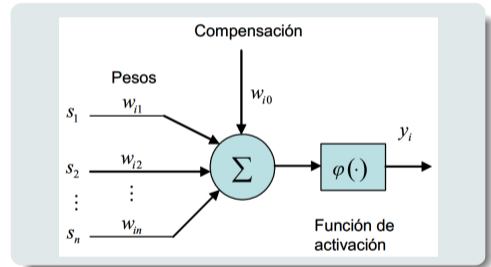 Compensación
Pesos
w_{i0}
s_1
w_{i1}
y_i
s_2
w_{i2}
Σ
φ(·)
⋮
⋮
s_n
w_{in}
Función de
activación